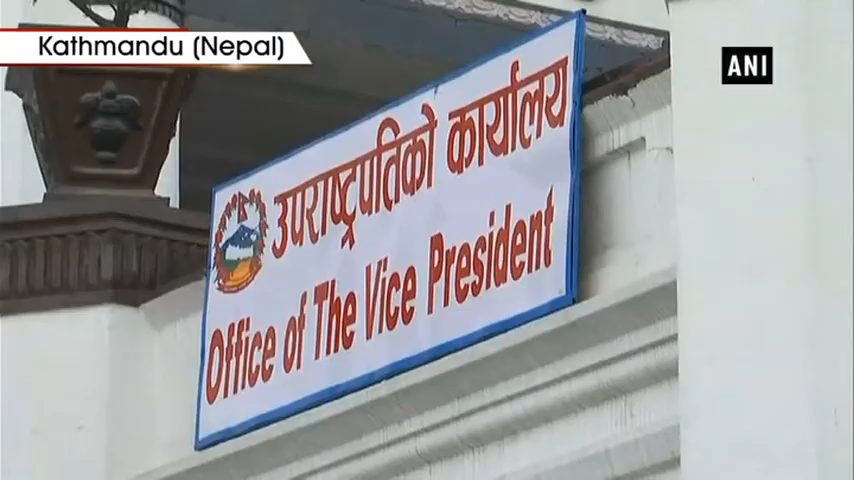 Kathmandu (Nepal)
ANI
उपराष्ट्रपतिको कार्यालय
Office of The Vice President